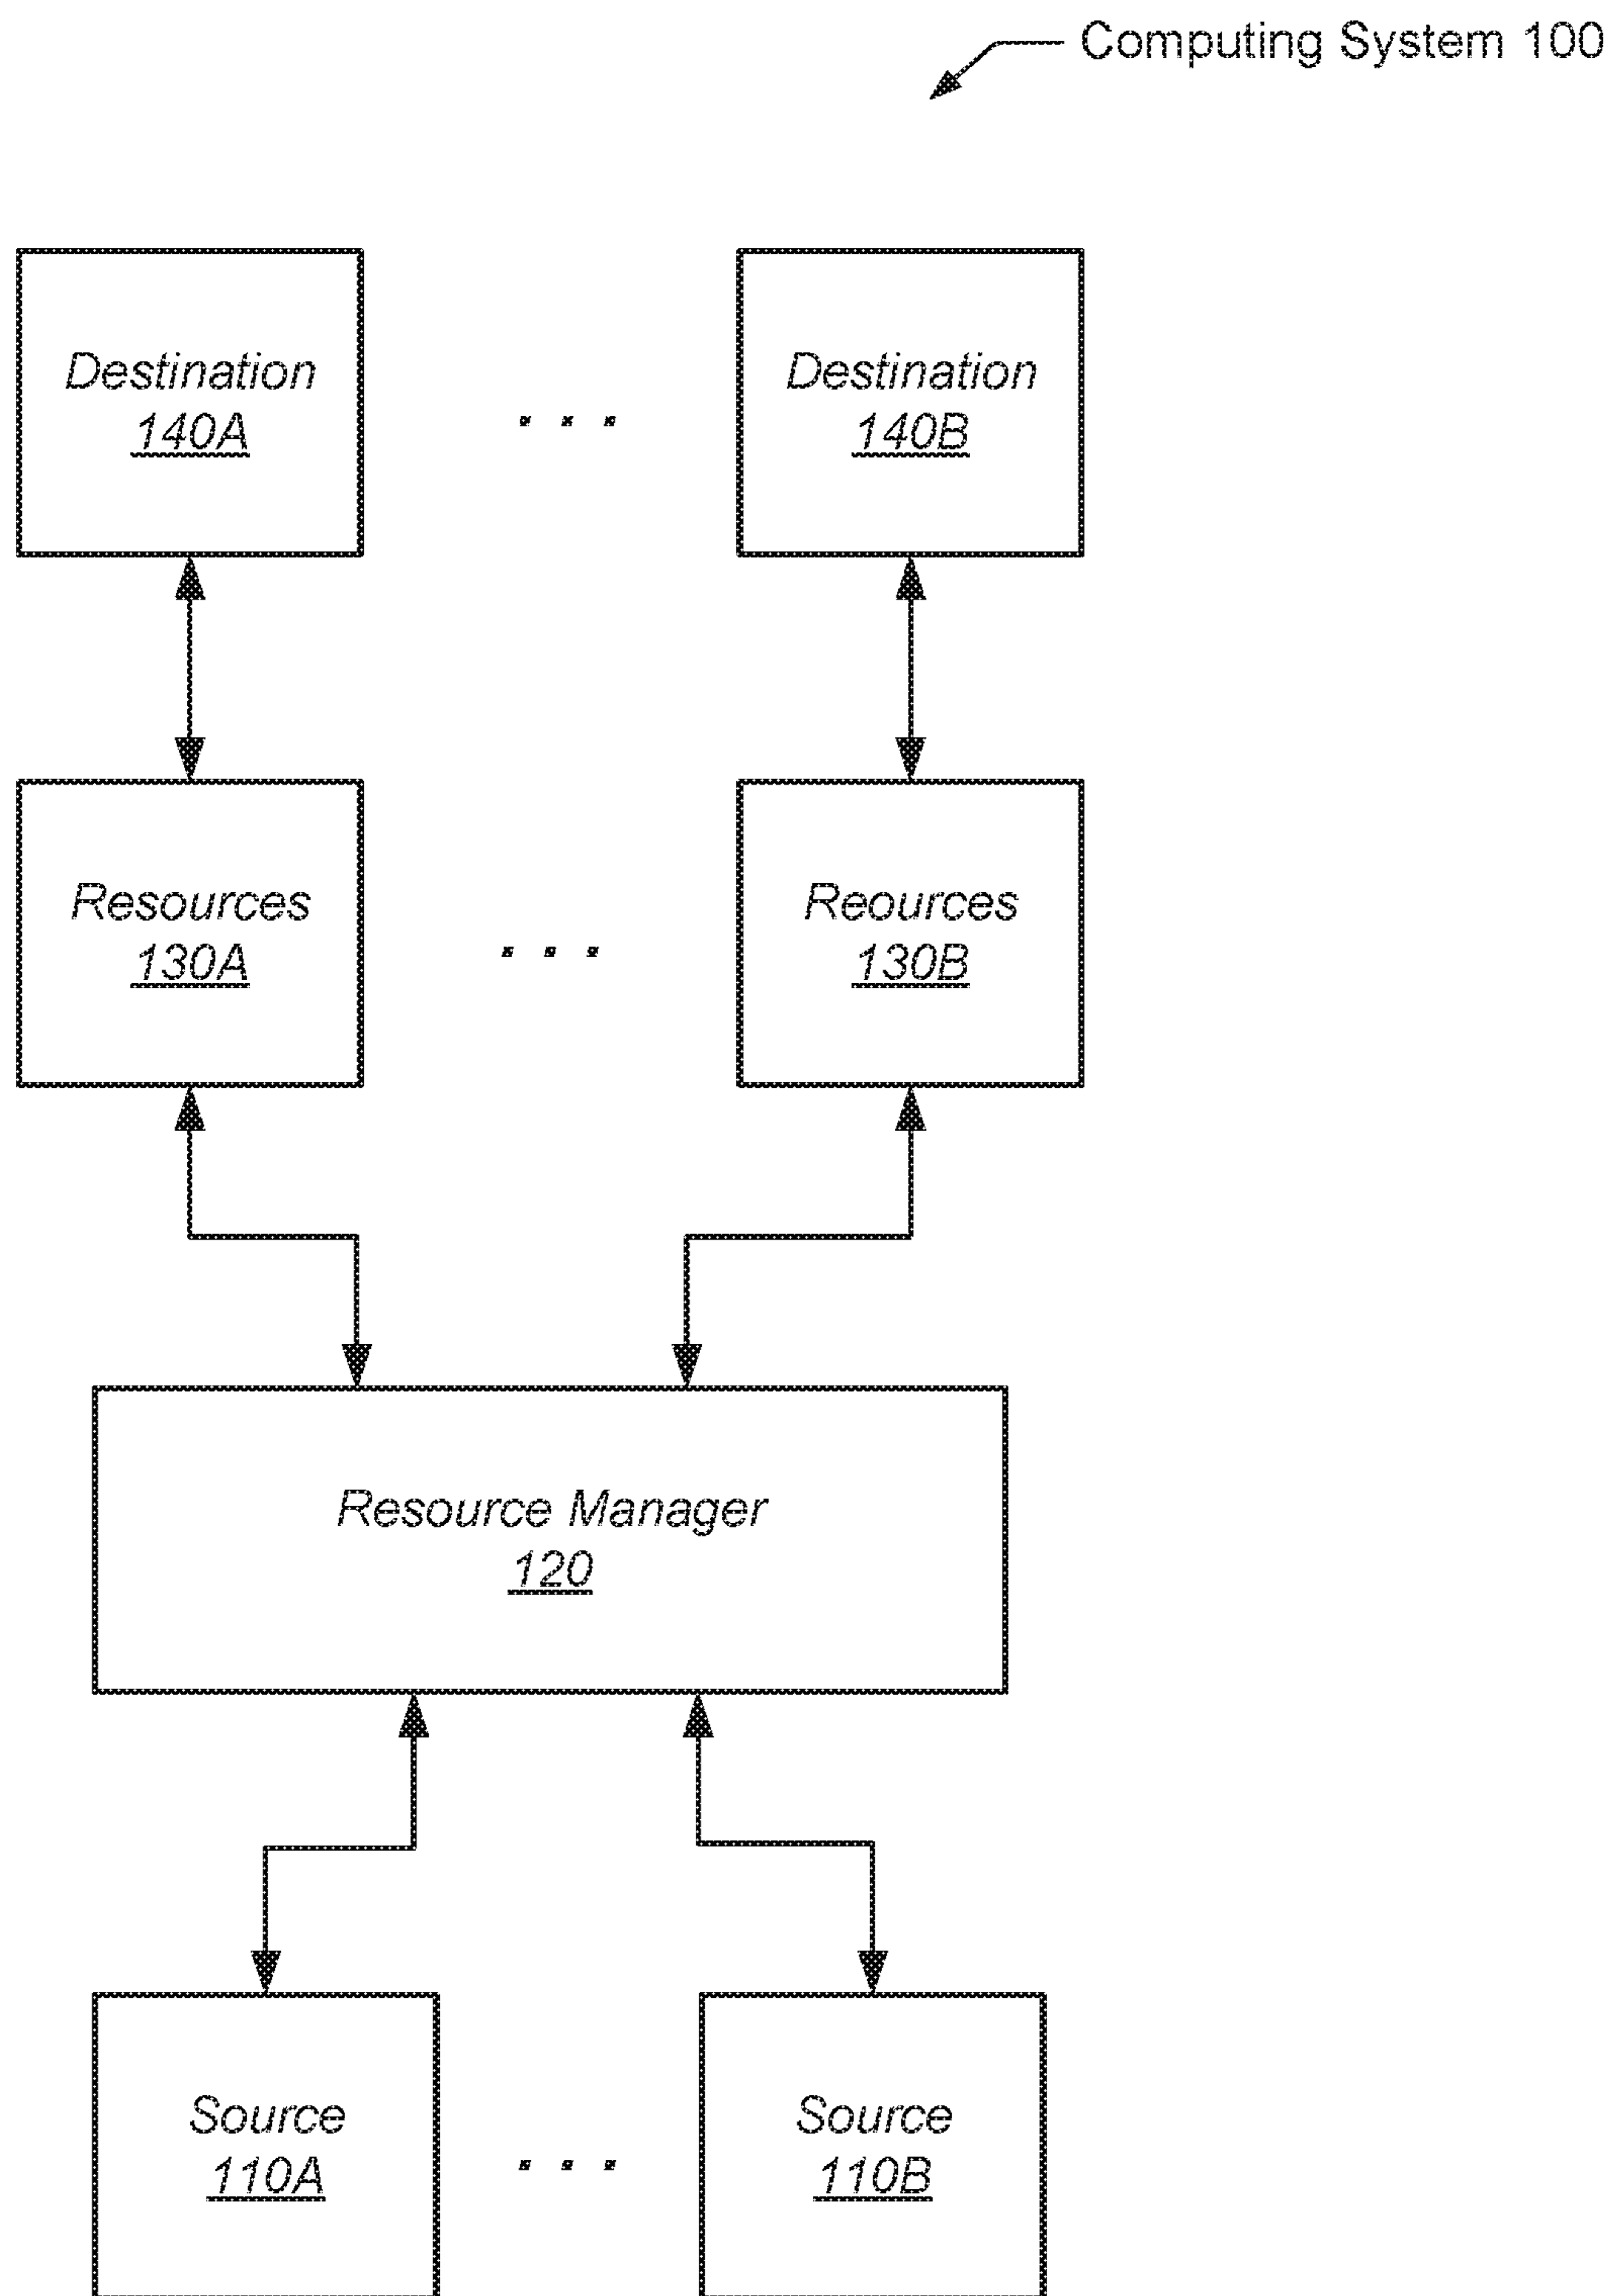 Computing System 100
Destination
140A
. . .
Destination
140B
Resources
130A
. . .
Reources
130B
Resource Manager
120
Source
110A
. . .
Source
110B